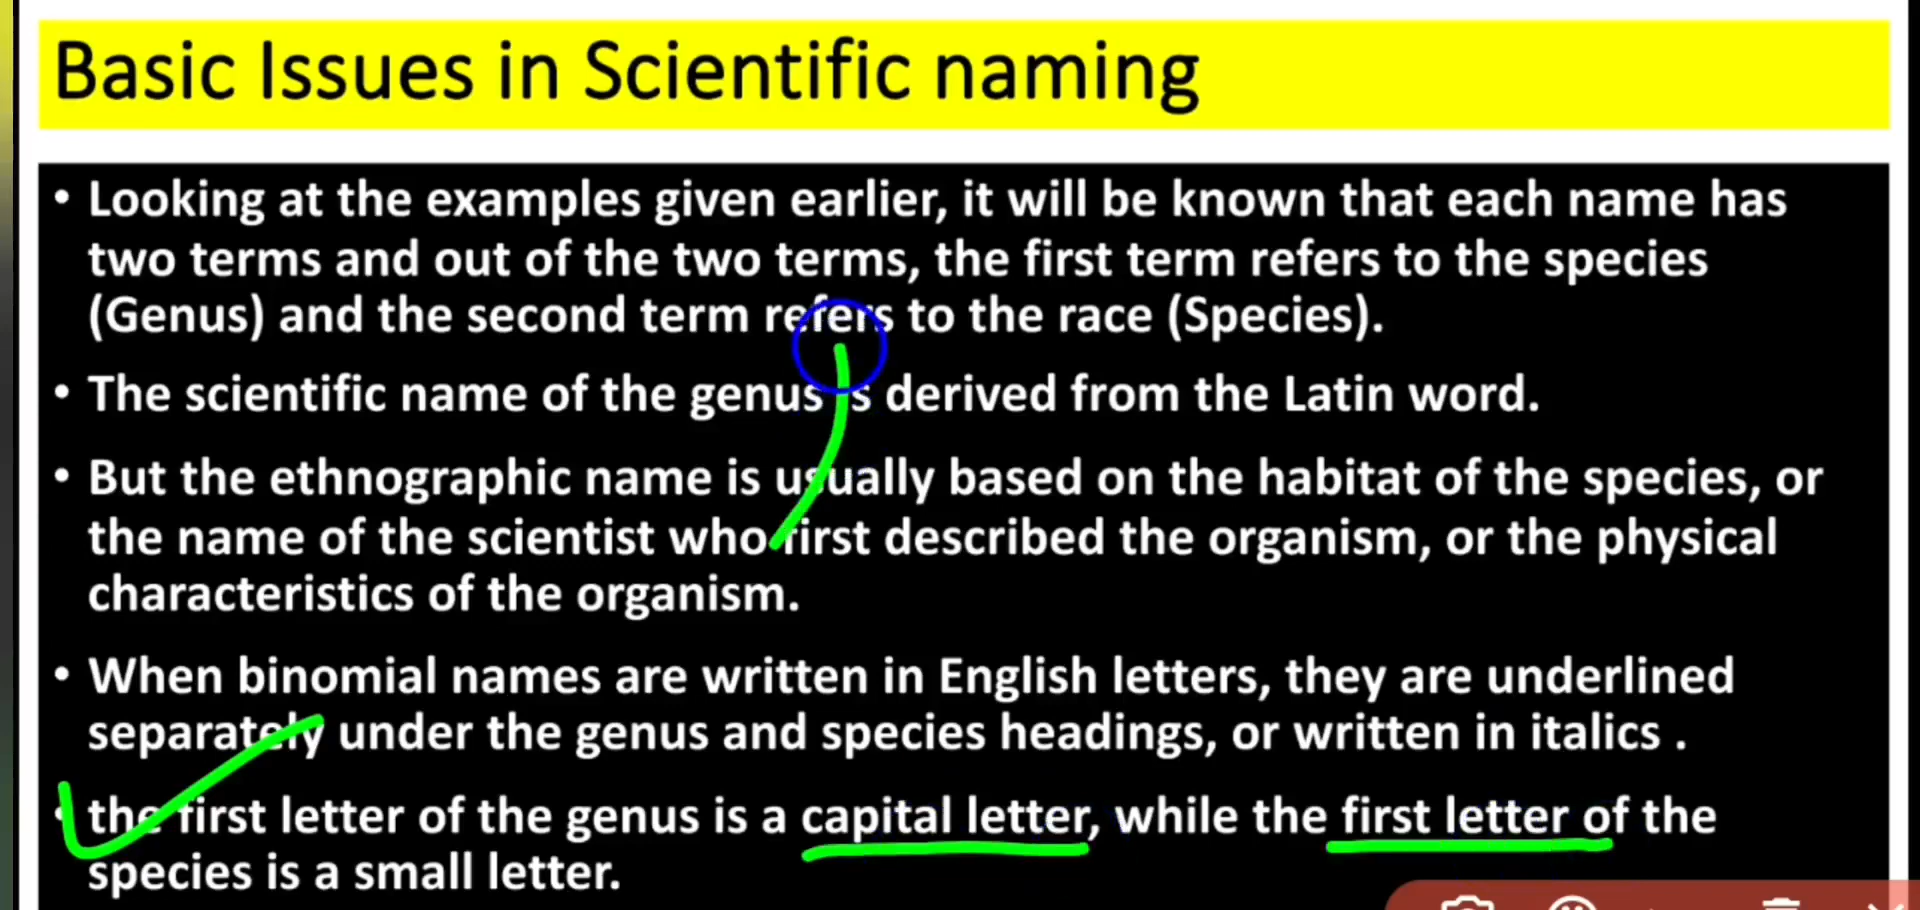 Basic Issues in Scientific naming
• Looking at the examples given earlier, it will be known that each name has
two terms and out of the two terms, the first term refers to the species
(Genus) and the second term refers to the race (Species).
• The scientific name of the genus is derived from the Latin word.
• But the ethnographic name is usually based on the habitat of the species, or
the name of the scientist who first described the organism, or the physical
characteristics of the organism.
• When binomial names are written in English letters, they are underlined
separately under the genus and species headings, or written in italics .
• the first letter of the genus is a capital letter, while the first letter of the
species is a small letter.